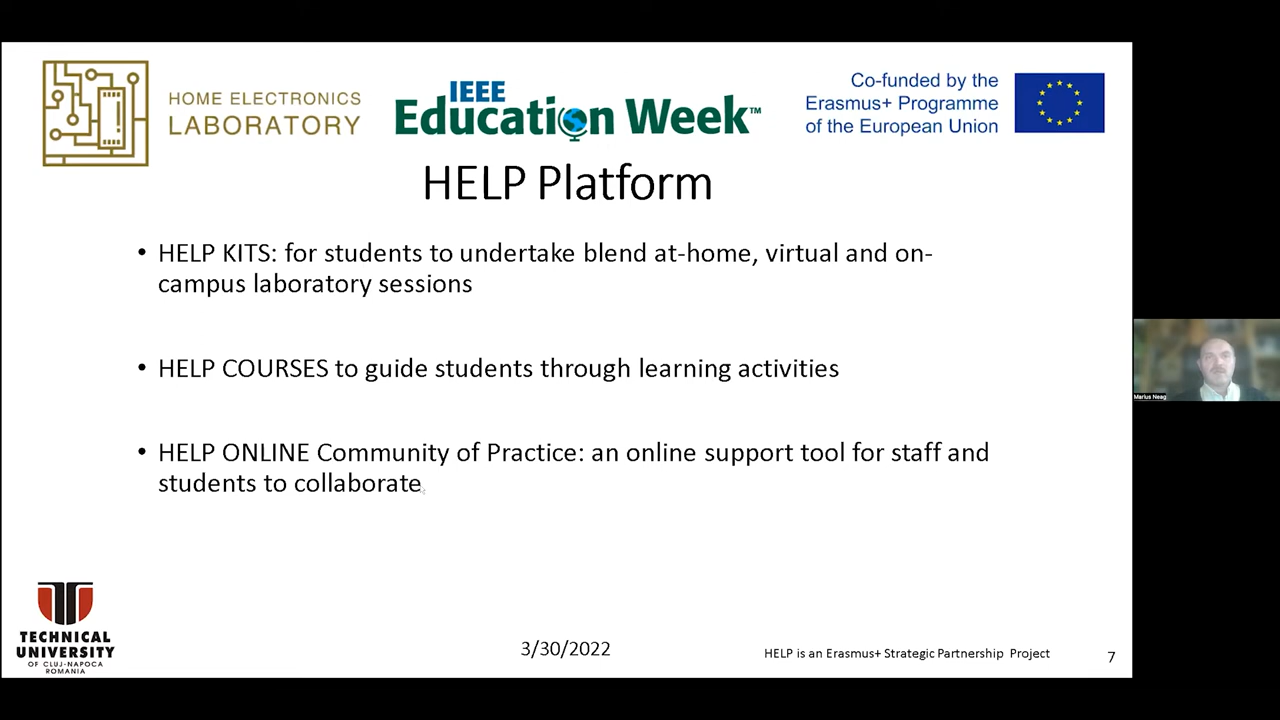 HOME ELECTRONICS
LABORATORY
IEEE
Education Week™
Co-funded by the
Erasmus+ Programme
of the European Union
HELP Platform
• HELP KITS: for students to undertake blend at-home, virtual and on-
campus laboratory sessions
• HELP COURSES to guide students through learning activities
• HELP ONLINE Community of Practice: an online support tool for staff and
students to collaborate
Marius Neag
TECHNICAL
UNIVERSITY
OF CLUJ-NAPOCA
ROMANIA
3/30/2022
HELP is an Erasmus+ Strategic Partnership Project
7